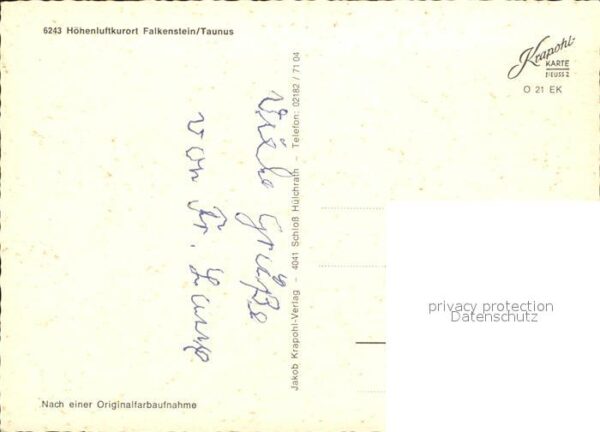 6243 Höhenluftkurort Falkenstein/Taunus
Krapohl-
KARTE
NEUSS 2
O 21 EK
Viele Grüße
von Fr.
Jakob Krapohl-Verlag – 4041 Schloß Hülchrath – Telefon: 02182 / 71 04
privacy protection
Datenschutz
Nach einer Originalfarbaufnahme